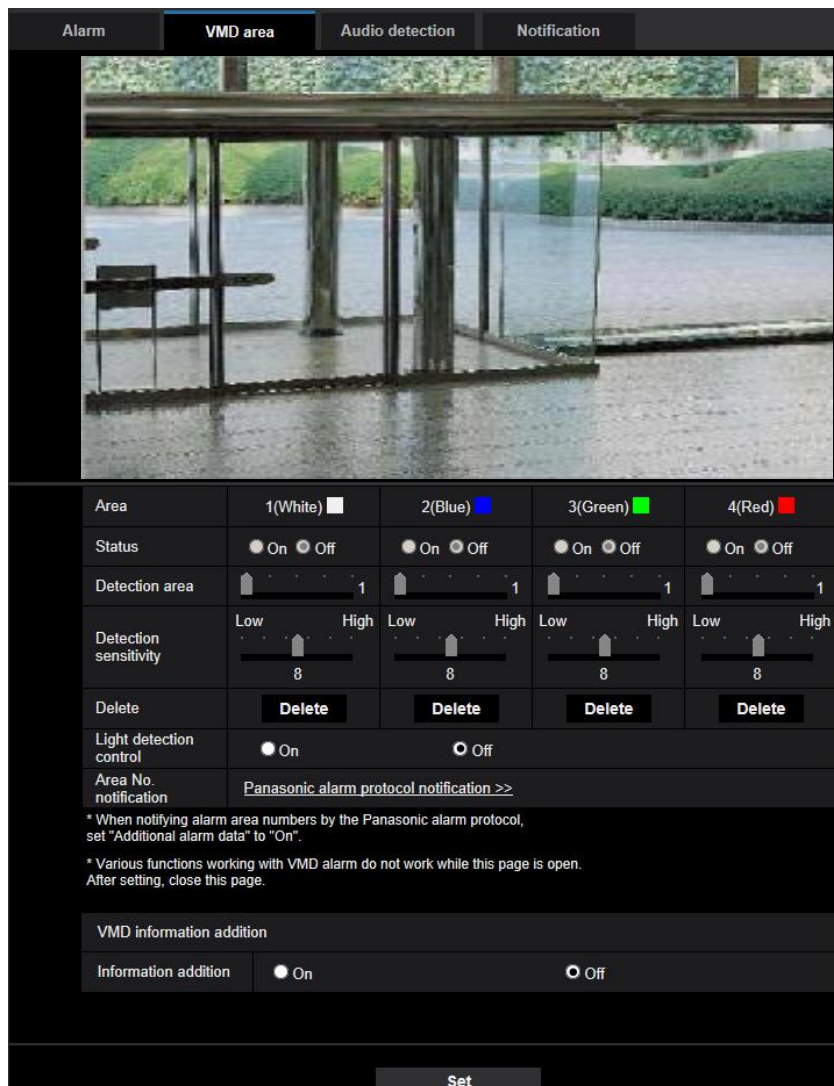 Alarm VMD area Audio detection Notification
Area 1(White) 2(Blue) 3(Green) 4(Red)
Status On Off On Off On Off On Off
Detection area 1 1 1 1
Detection sensitivity Low High Low High Low High Low High
8 8 8 8
Delete Delete Delete Delete Delete
Light detection control On Off
Area No. notification Panasonic alarm protocol notification >>
* When notifying alarm area numbers by the Panasonic alarm protocol,
set "Additional alarm data" to "On".
* Various functions working with VMD alarm do not work while this page is open.
After setting, close this page.
VMD information addition
Information addition On Off
Set